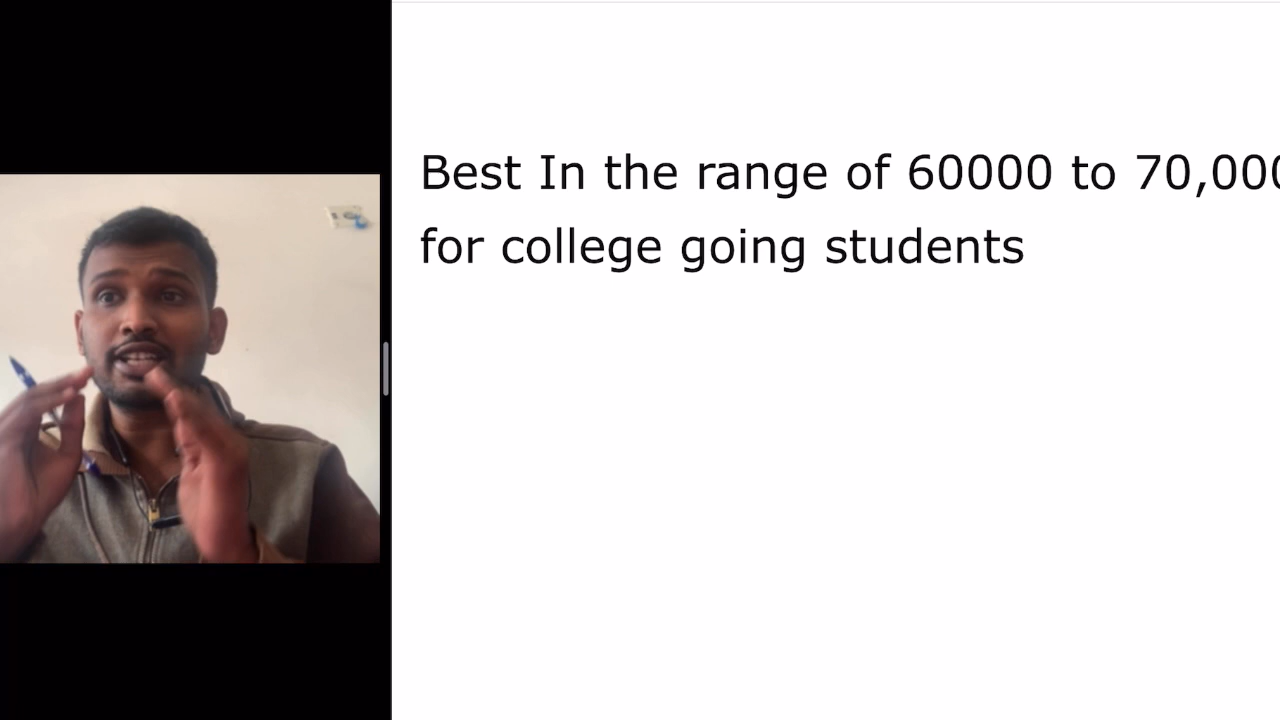 Best In the range of 60000 to 70,000
for college going students